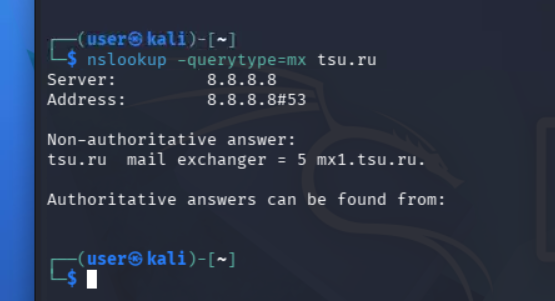 ┌──(user㉿kali)-[~]
└─$ nslookup -querytype=mx tsu.ru
Server:         8.8.8.8
Address:        8.8.8.8#53
Non-authoritative answer:
tsu.ru  mail exchanger = 5 mx1.tsu.ru.
Authoritative answers can be found from:
┌──(user㉿kali)-[~]
└─$